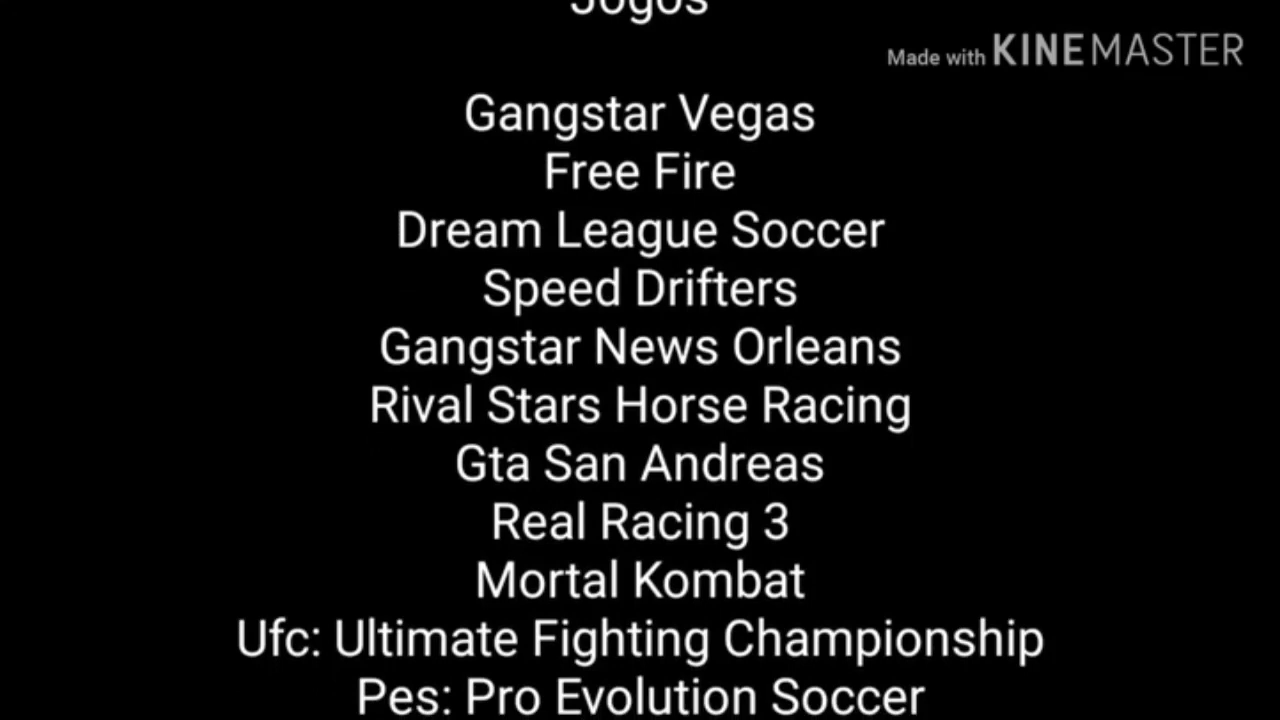 Jogos
Made with KINEMASTER
Gangstar Vegas
Free Fire
Dream League Soccer
Speed Drifters
Gangstar News Orleans
Rival Stars Horse Racing
Gta San Andreas
Real Racing 3
Mortal Kombat
Ufc: Ultimate Fighting Championship
Pes: Pro Evolution Soccer